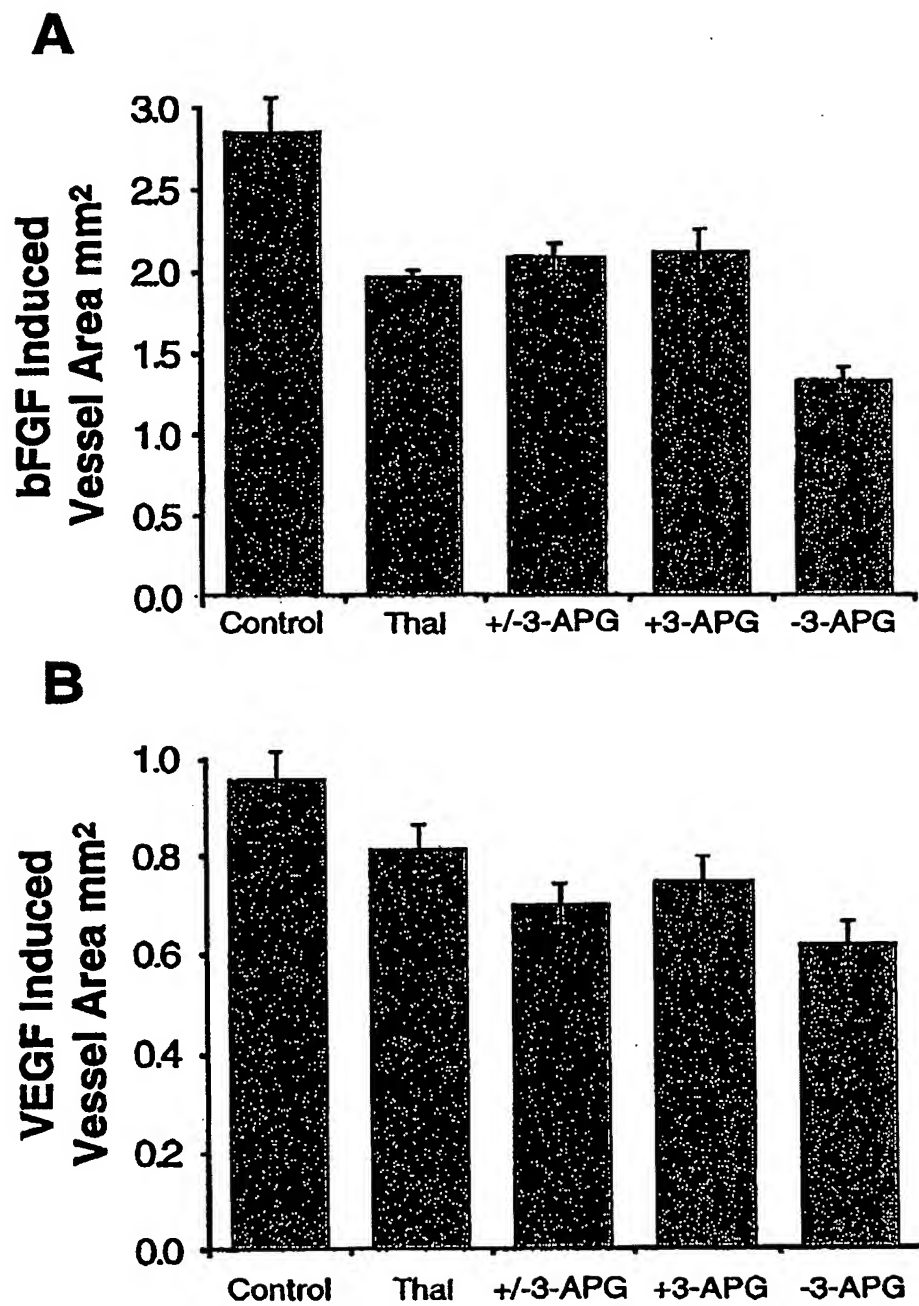 A
bFGF Induced
Vessel Area mm²
3.0
2.5
2.0
1.5
1.0
0.5
0.0
Control Thal +/-3-APG +3-APG -3-APG
B
VEGF Induced
Vessel Area mm²
1.0
0.8
0.6
0.4
0.2
0.0
Control Thal +/-3-APG +3-APG -3-APG